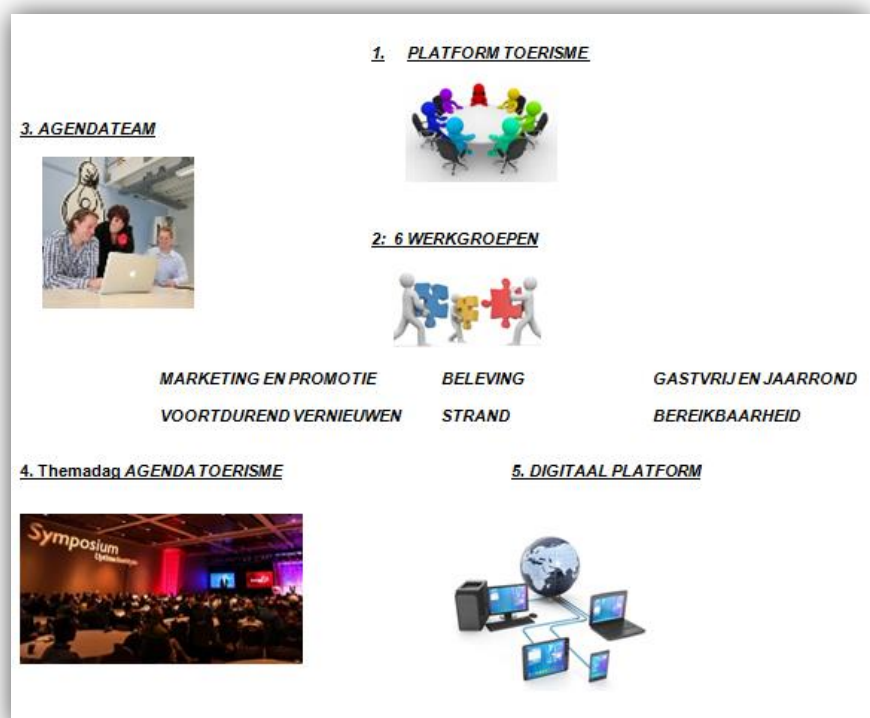 1. PLATFORM TOERISME
3. AGENDATEAM
2: 6 WERKGROEPEN
MARKETING EN PROMOTIE BELEVING GASTVRIJ EN JAARROND
VOORTDUREND VERNIEUWEN STRAND BEREIKBAARHEID
4. Themadag AGENDA TOERISME
5. DIGITAAL PLATFORM
Symposium